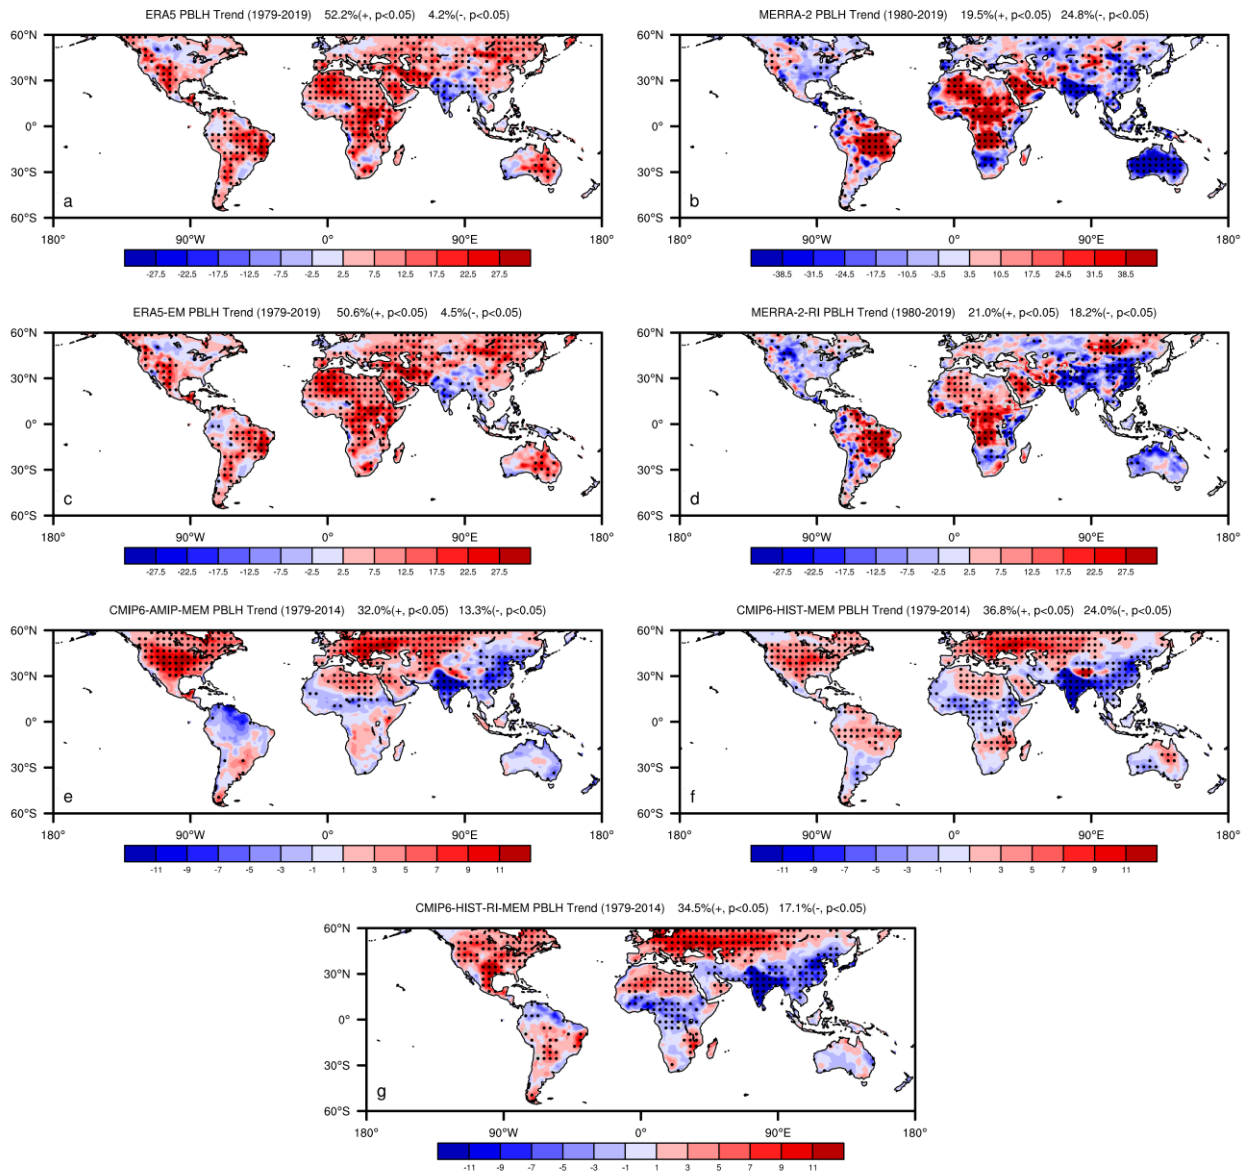 ERA5 PBLH Trend (1979-2019) 52.2%(+, p<0.05) 4.2%(-, p<0.05)
60°N
30°N
0°
30°S
60°S
a
180° 90°W 0° 90°E 180°
-27.5 -22.5 -17.5 -12.5 -7.5 -2.5 2.5 7.5 12.5 17.5 22.5 27.5
MERRA-2 PBLH Trend (1980-2019) 19.5%(+, p<0.05) 24.8%(-, p<0.05)
60°N
30°N
0°
30°S
60°S
b
180° 90°W 0° 90°E 180°
-38.5 -31.5 -24.5 -17.5 -10.5 -3.5 3.5 10.5 17.5 24.5 31.5 38.5
ERA5-EM PBLH Trend (1979-2019) 50.6%(+, p<0.05) 4.5%(-, p<0.05)
60°N
30°N
0°
30°S
60°S
c
180° 90°W 0° 90°E 180°
-27.5 -22.5 -17.5 -12.5 -7.5 -2.5 2.5 7.5 12.5 17.5 22.5 27.5
MERRA-2-RI PBLH Trend (1980-2019) 21.0%(+, p<0.05) 18.2%(-, p<0.05)
60°N
30°N
0°
30°S
60°S
d
180° 90°W 0° 90°E 180°
-27.5 -22.5 -17.5 -12.5 -7.5 -2.5 2.5 7.5 12.5 17.5 22.5 27.5
CMIP6-AMIP-MEM PBLH Trend (1979-2014) 32.0%(+, p<0.05) 13.3%(-, p<0.05)
60°N
30°N
0°
30°S
60°S
e
180° 90°W 0° 90°E 180°
-11 -9 -7 -5 -3 -1 1 3 5 7 9 11
CMIP6-HIST-MEM PBLH Trend (1979-2014) 36.8%(+, p<0.05) 24.0%(-, p<0.05)
60°N
30°N
0°
30°S
60°S
f
180° 90°W 0° 90°E 180°
-11 -9 -7 -5 -3 -1 1 3 5 7 9 11
CMIP6-HIST-RI-MEM PBLH Trend (1979-2014) 34.5%(+, p<0.05) 17.1%(-, p<0.05)
60°N
30°N
0°
30°S
60°S
g
180° 90°W 0° 90°E 180°
-11 -9 -7 -5 -3 -1 1 3 5 7 9 11